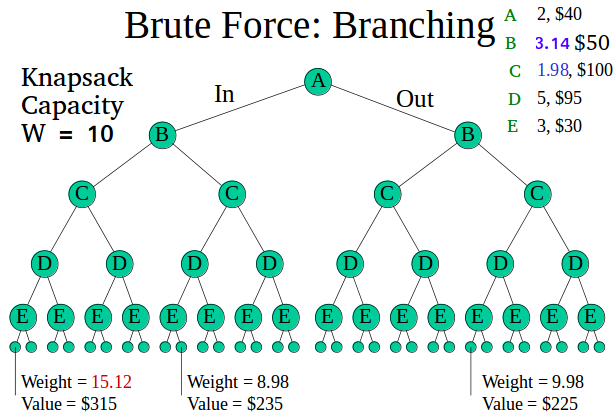 Brute Force: Branching
A 2, $40
B 3.14 $50
C 1.98, $100
D 5, $95
E 3, $30
Knapsack
Capacity
W = 10
In
Out
A
B B
C C C C
D D D D D D D D
E E E E E E E E E E E E E E E E
Weight = 15.12
Value = $315
Weight = 8.98
Value = $235
Weight = 9.98
Value = $225